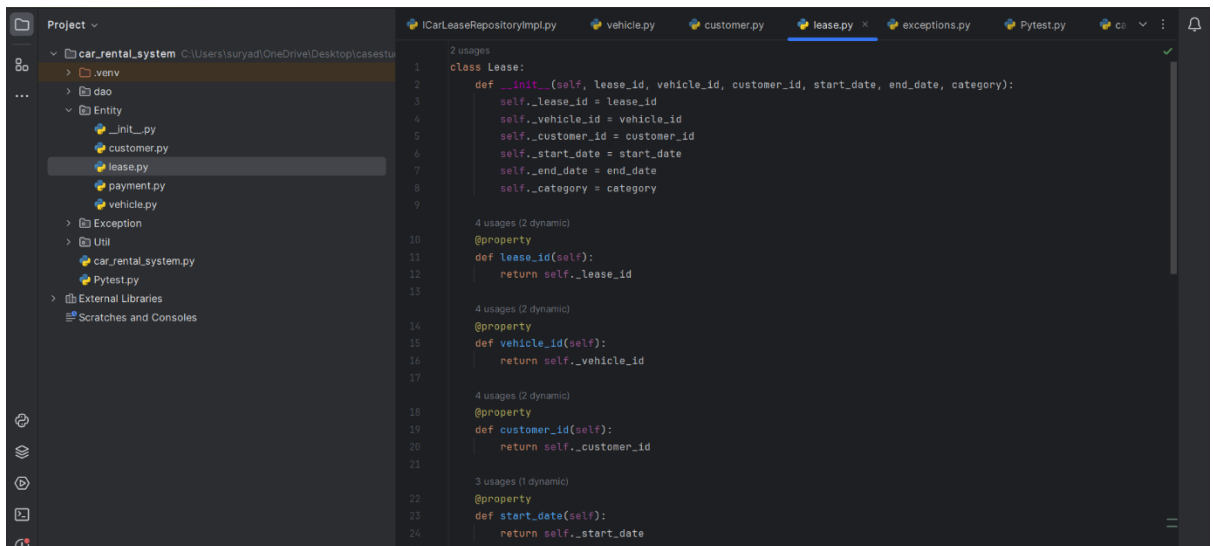 Project
car_rental_system C:\Users\suryad\OneDrive\Desktop\casestu
.venv
dao
Entity
__init__.py
customer.py
lease.py
payment.py
vehicle.py
Exception
Util
car_rental_system.py
Pytest.py
External Libraries
Scratches and Consoles
ICarLeaseRepositoryImpl.py vehicle.py customer.py lease.py exceptions.py Pytest.py ca
2 usages
1 class Lease:
2 def __init__(self, lease_id, vehicle_id, customer_id, start_date, end_date, category):
3 self._lease_id = lease_id
4 self._vehicle_id = vehicle_id
5 self._customer_id = customer_id
6 self._start_date = start_date
7 self._end_date = end_date
8 self._category = category
9
4 usages (2 dynamic)
10 @property
11 def lease_id(self):
12 return self._lease_id
13
4 usages (2 dynamic)
14 @property
15 def vehicle_id(self):
16 return self._vehicle_id
17
4 usages (2 dynamic)
18 @property
19 def customer_id(self):
20 return self._customer_id
21
3 usages (1 dynamic)
22 @property
23 def start_date(self):
24 return self._start_date